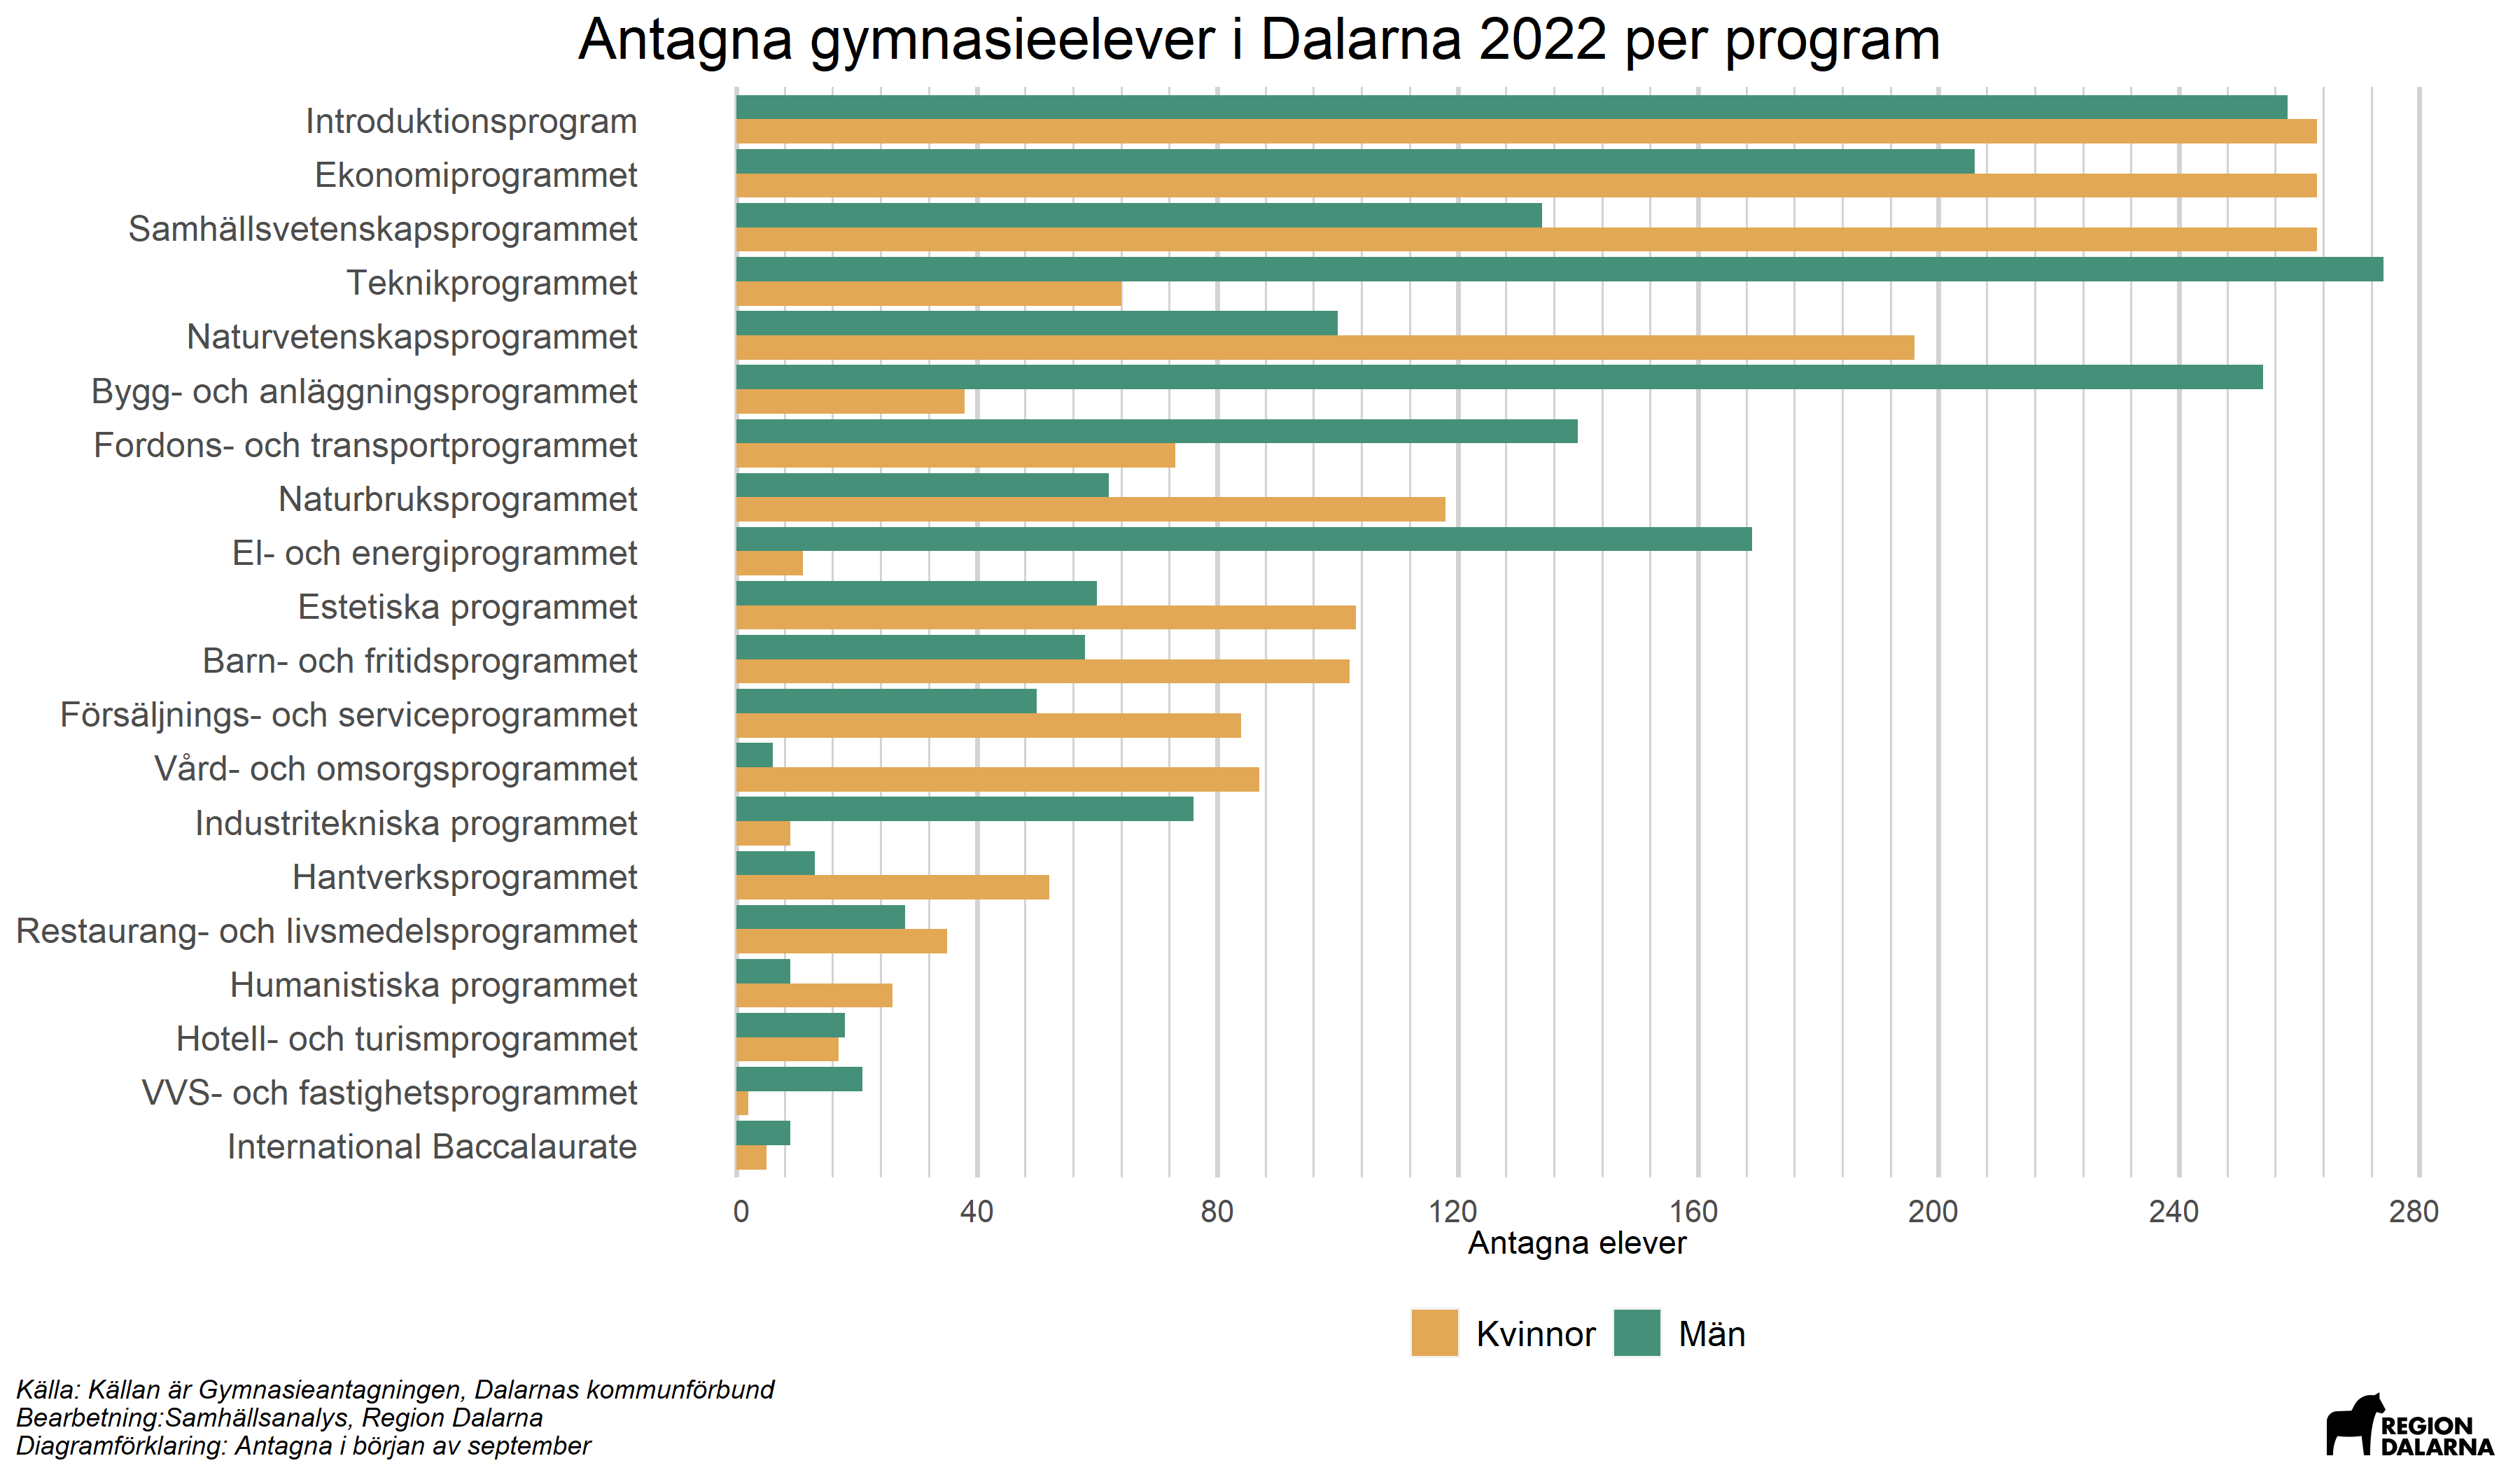 Antagna gymnasieelever i Dalarna 2022 per program
Introduktionsprogram
Ekonomiprogrammet
Samhällsvetenskapsprogrammet
Teknikprogrammet
Naturvetenskapsprogrammet
Bygg- och anläggningsprogrammet
Fordons- och transportprogrammet
Naturbruksprogrammet
El- och energiprogrammet
Estetiska programmet
Barn- och fritidsprogrammet
Försäljnings- och serviceprogrammet
Vård- och omsorgsprogrammet
Industritekniska programmet
Hantverksprogrammet
Restaurang- och livsmedelsprogrammet
Humanistiska programmet
Hotell- och turismprogrammet
VVS- och fastighetsprogrammet
International Baccalaurate
0 40 80 120 160 200 240 280
Antagna elever
Kvinnor Män
Källa: Källan är Gymnasieantagningen, Dalarnas kommunförbund
Bearbetning:Samhällsanalys, Region Dalarna
Diagramförklaring: Antagna i början av september
REGION
DALARNA